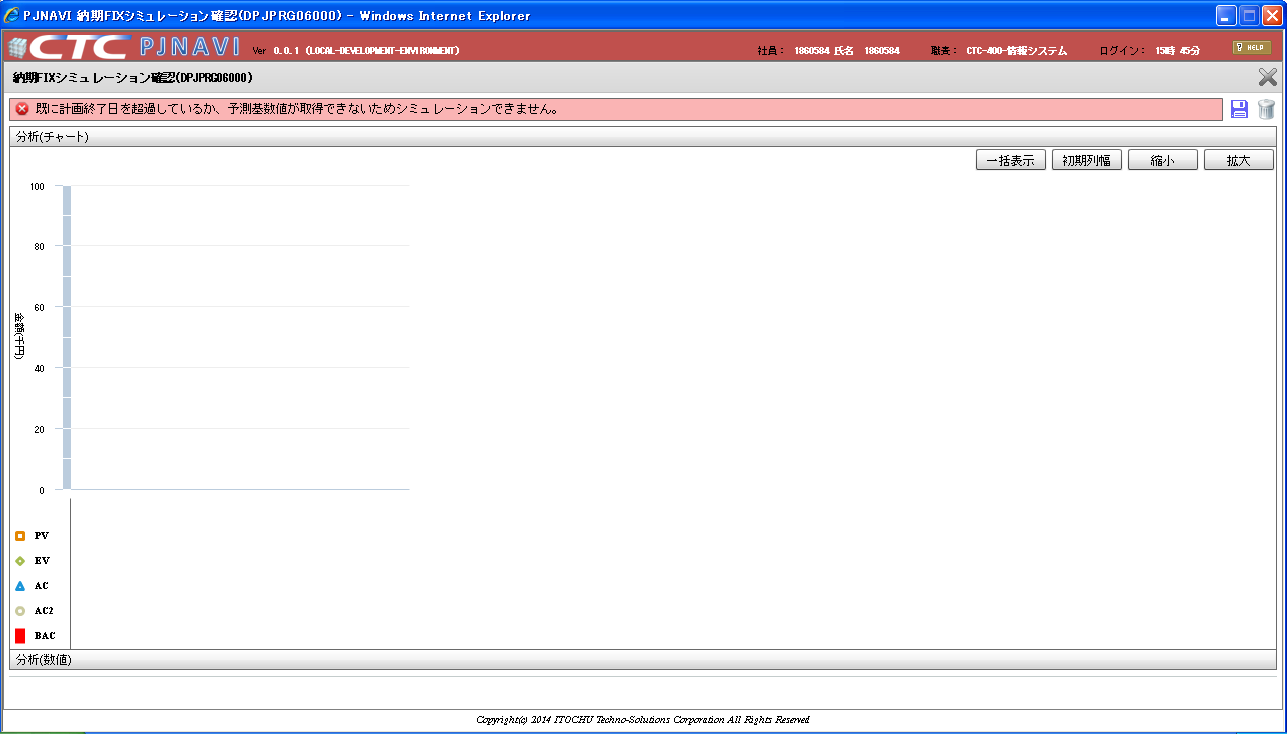 PJNAVI 納期FIXシミュレーション確認(DPJPRG06000) - Windows Internet Explorer
CTC PJNAVI Ver 0.0.1 (LOCAL-DEVELOPMENT-ENVIRONMENT) 社員: 1860584 氏名 1860584 職責: CTC-400-情報システム ログイン: 15時 45分 ? HELP
納期FIXシミュレーション確認(DPJPRG06000)
既に計画終了日を超過しているか、予測基数値が取得できないためシミュレーションできません。
分析(チャート)
一括表示 初期列幅 縮小 拡大
100
80
60
金額(千円)
40
20
0
PV
EV
AC
AC2
BAC
分析(数値)
Copyright(c) 2014 ITOCHU Techno-Solutions Corporation All Rights Reserved